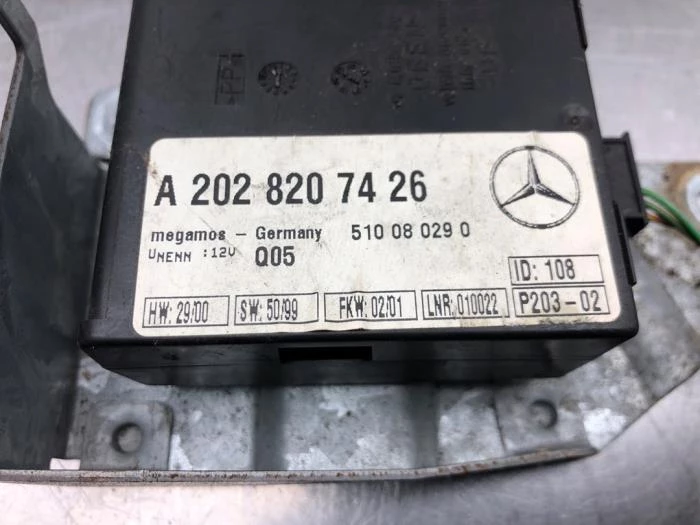 >PP<
A 202 820 74 26
megamos – Germany 510 08 029 0
UNENN :12V Q05
ID: 108
HW: 29/00 SW: 50/99 FKW: 02/01 LNR: 010022 P203-02